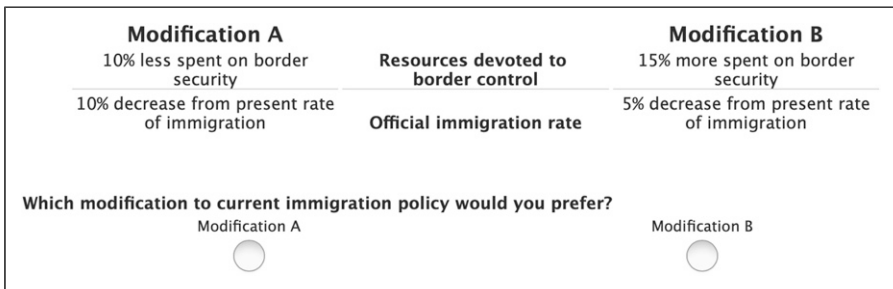 Modification A
Modification B
10% less spent on border
security
Resources devoted to
border control
15% more spent on border
security
10% decrease from present rate
of immigration
Official immigration rate
5% decrease from present rate
of immigration
Which modification to current immigration policy would you prefer?
Modification A
Modification B